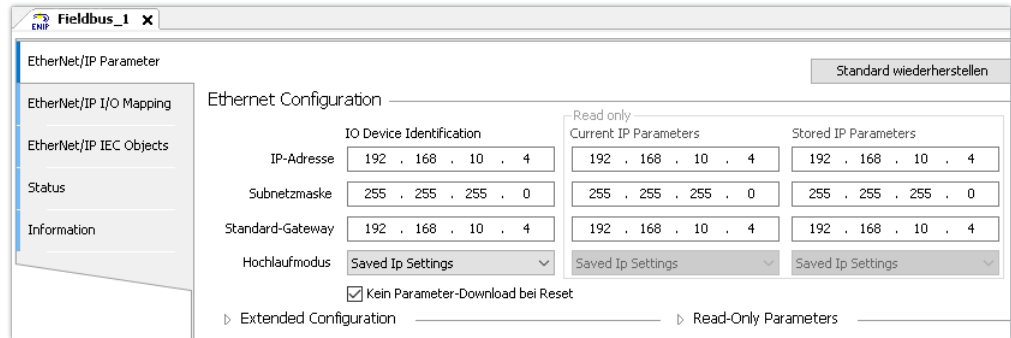 ENIP Fieldbus_1 x
EtherNet/IP Parameter
Standard wiederherstellen
EtherNet/IP I/O Mapping
Ethernet Configuration
Read only
IO Device Identification Current IP Parameters Stored IP Parameters
EtherNet/IP IEC Objects
IP-Adresse 192 . 168 . 10 . 4 192 . 168 . 10 . 4 192 . 168 . 10 . 4
Status
Subnetzmaske 255 . 255 . 255 . 0 255 . 255 . 255 . 0 255 . 255 . 255 . 0
Information
Standard-Gateway 192 . 168 . 10 . 4 192 . 168 . 10 . 4 192 . 168 . 10 . 4
Hochlaufmodus Saved Ip Settings Saved Ip Settings Saved Ip Settings
Kein Parameter-Download bei Reset
Extended Configuration Read-Only Parameters